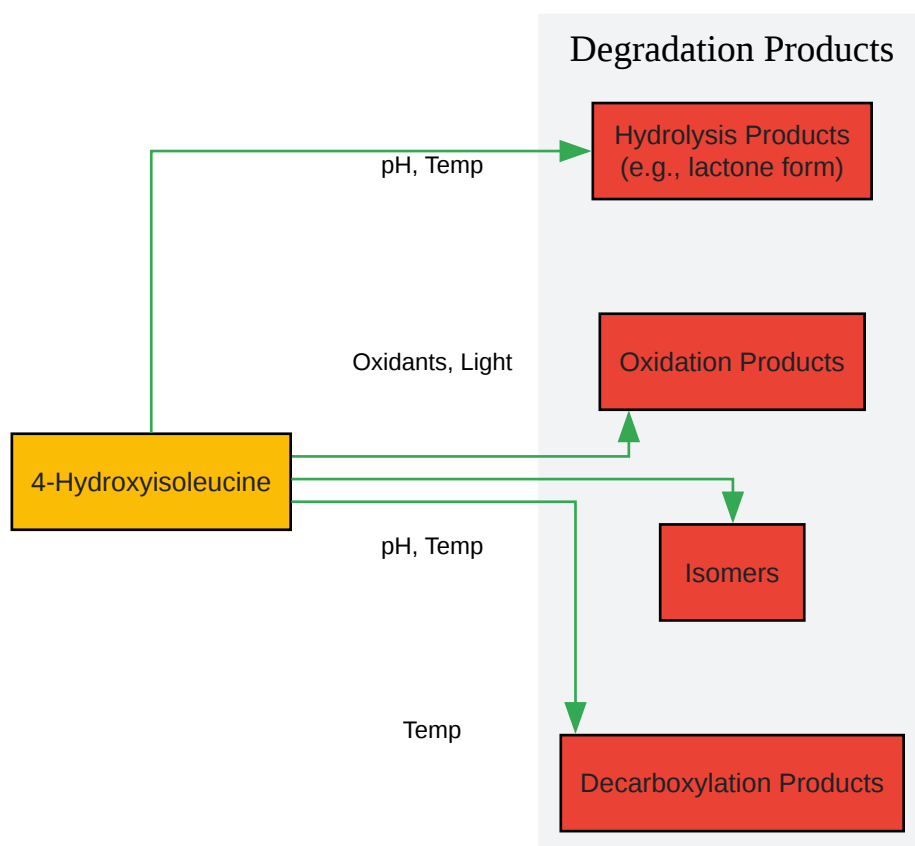 Degradation Products
Hydrolysis Products
(e.g., lactone form)
pH, Temp
Oxidants, Light
Oxidation Products
4-Hydroxyisoleucine
pH, Temp
Isomers
Temp
Decarboxylation Products